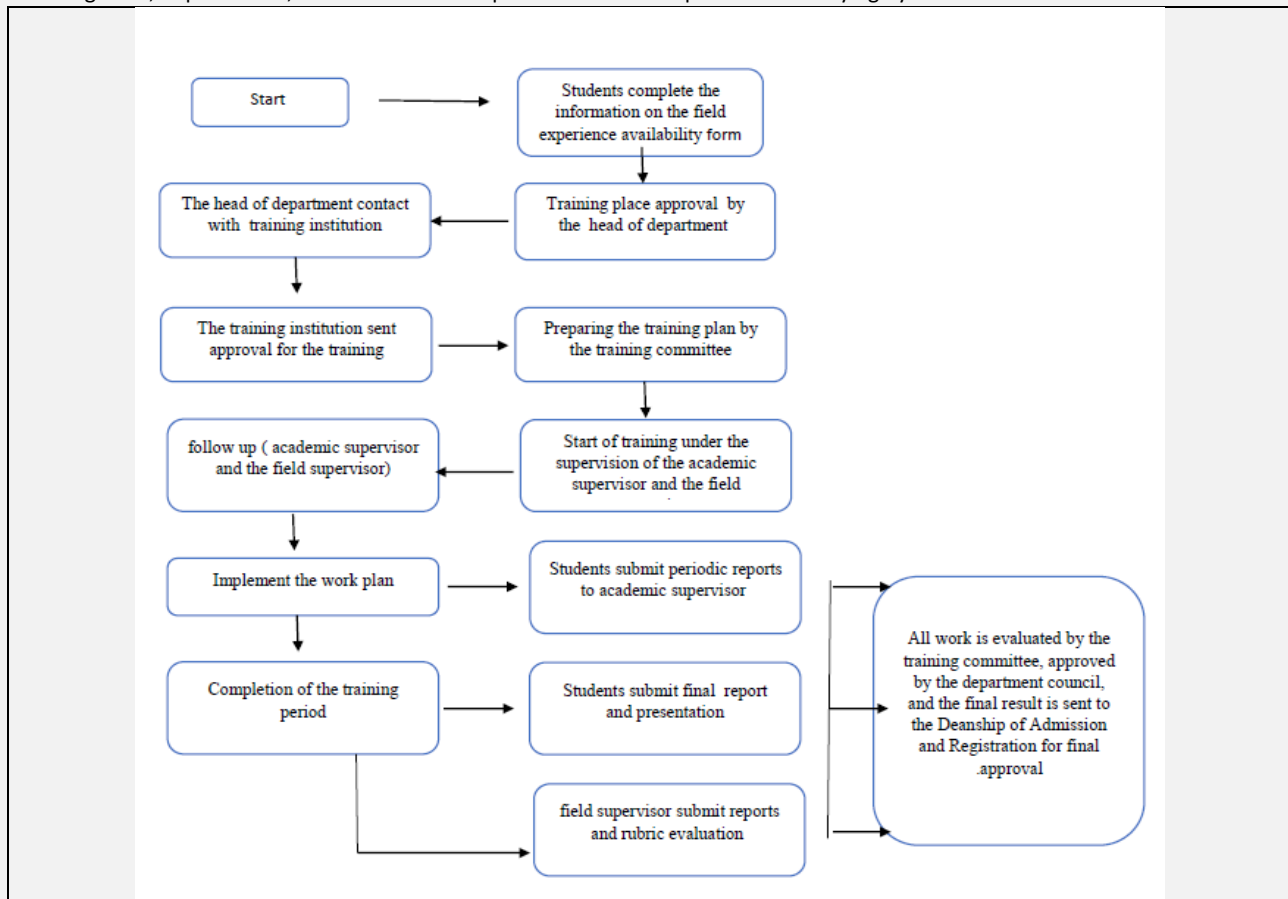 Start
Students complete the
information on the field
experience availability form
The head of department contact
with training institution
Training place approval by
the head of department
The training institution sent
approval for the training
Preparing the training plan by
the training committee
follow up ( academic supervisor
and the field supervisor)
Start of training under the
supervision of the academic
supervisor and the field
Implement the work plan
Students submit periodic reports
to academic supervisor
Completion of the training
period
Students submit final report
and presentation
field supervisor submit reports
and rubric evaluation
All work is evaluated by the
training committee, approved
by the department council,
and the final result is sent to
the Deanship of Admission
and Registration for final
.approval